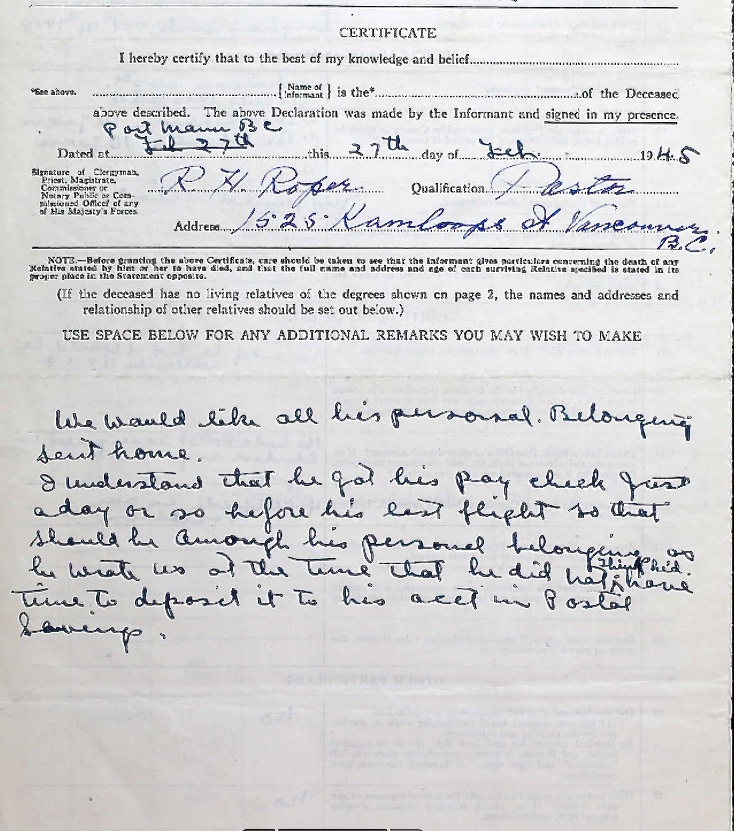 CERTIFICATE
I hereby certify that to the best of my knowledge and belief
*See above. { Name of Informant } is the* of the Deceased
above described. The above Declaration was made by the Informant and signed in my presence.
Port Mann BC
Dated at Feb 27th this 27th day of Feb. 1945
Signature of Clergyman, Priest, Magistrate, Commissioner or Notary Public or Commissioned Officer of any of His Majesty's Forces. R H Roper Qualification Pastor
Address 1525 Kamloops St Vancouver.
B.C.
NOTE.—Before granting the above Certificate, care should be taken to see that the Informant gives particulars concerning the death of any
Relative stated by him or her to have died, and that the full name and address and age of each surviving Relative specified is stated in its
proper place in the Statement opposite.
(If the deceased has no living relatives of the degrees shown on page 2, the names and addresses and
relationship of other relatives should be set out below.)
USE SPACE BELOW FOR ANY ADDITIONAL REMARKS YOU MAY WISH TO MAKE
We would like all his personal. Belonging
sent home.
I understand that he got his pay check just
a day or so before his last flight so that
should be among his personal belonging as
he wrote us at the time that he did not think he'd have
time to deposit it to his acct in Postal
Savings.